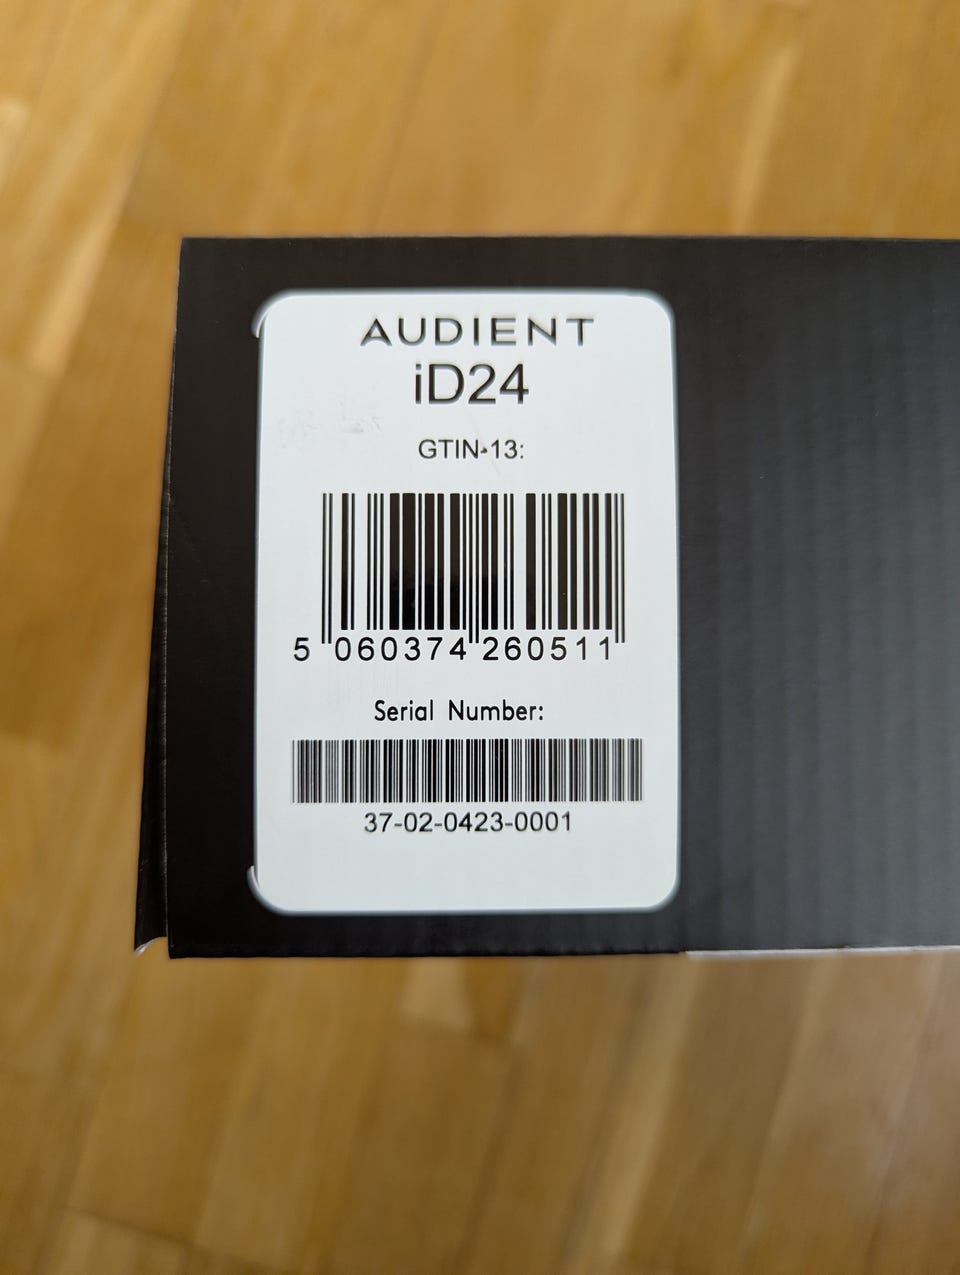 AUDIENT
iD24
GTIN-13:
5 060374 260511
Serial Number:
37-02-0423-0001